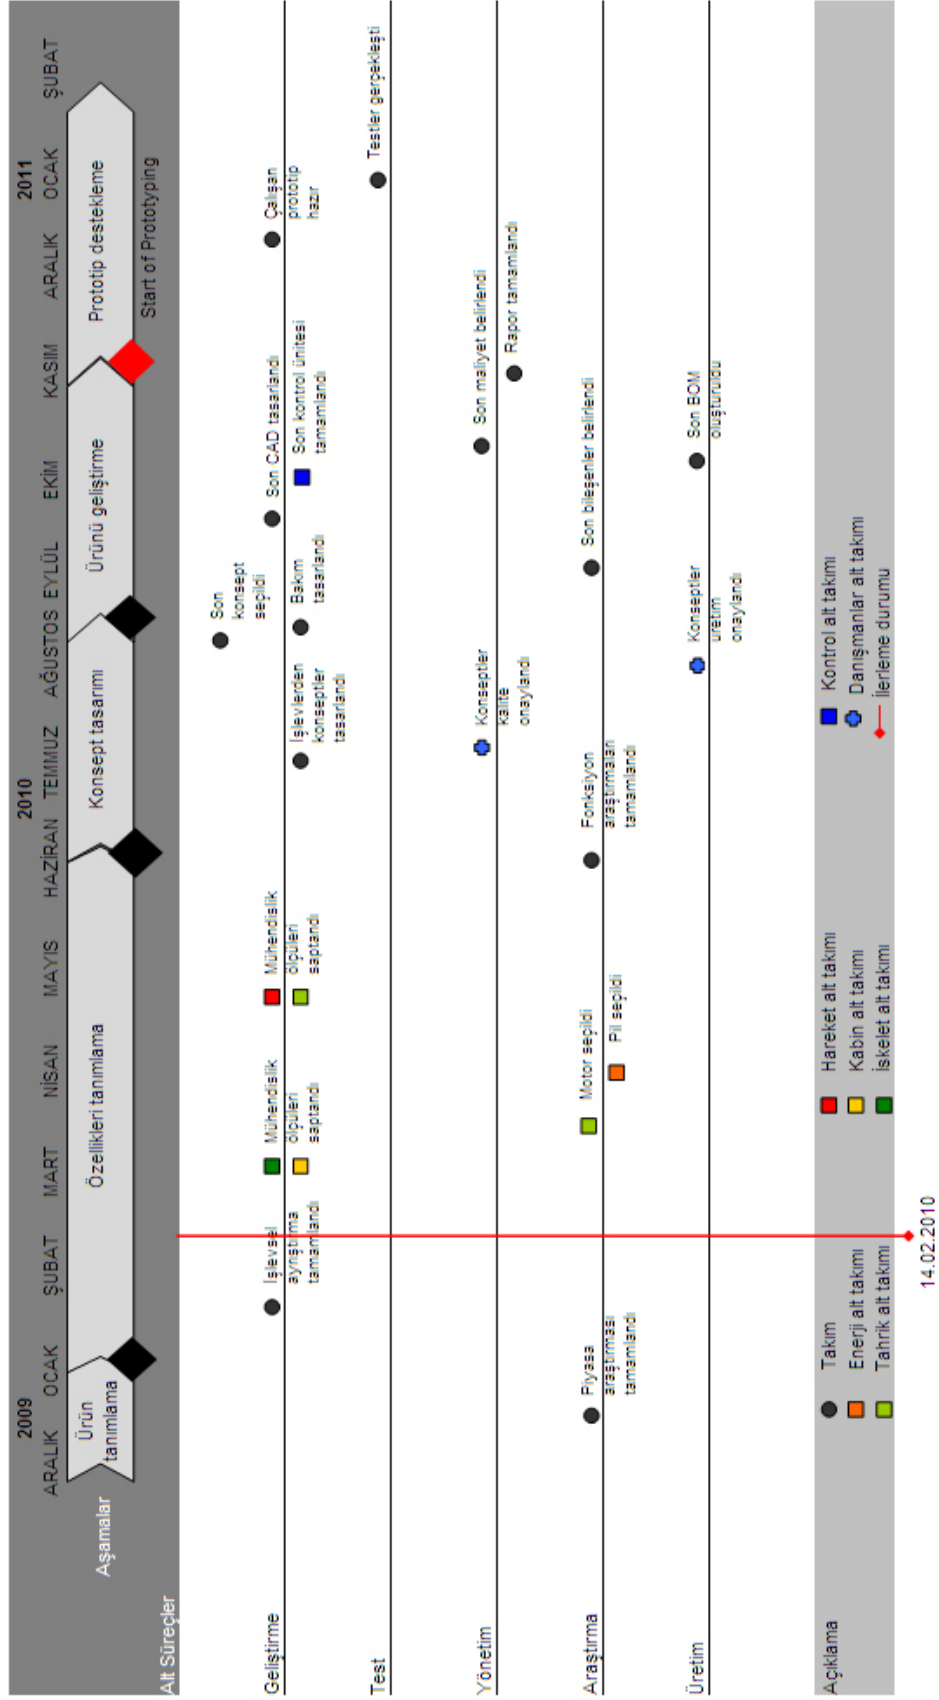 2009
2010
2011
ARALIK
OCAK
ŞUBAT
MART
NİSAN
MAYIS
HAZİRAN
TEMMUZ
AĞUSTOS
EYLÜL
EKİM
KASIM
ARALIK
OCAK
ŞUBAT
Aşamalar
Ürün
tanımlama
Özellikleri tanımlama
Konsept tasarımı
Ürünü geliştirme
Prototip destekleme
Start of Prototyping
Alt Süreçler
Geliştirme
İşlevsel
ayrıştırma
tamamlandı
Mühendislik
ölçüleri
saptandı
Mühendislik
ölçüleri
saptandı
İşlevlerden
konseptler
tasarlandı
Son
konsept
seçildi
Bakım
tasarlandı
Son CAD tasarlandı
Son kontrol ünitesi
tamamlandı
Çalışan
prototip
hazır
Test
Testler gerçekleşti
Yönetim
Konseptler
kalite
onaylandı
Son maliyet belirlendi
Rapor tamamlandı
Araştırma
Piyasa
araştırması
tamamlandı
Motor seçildi
Pil seçildi
Fonksiyon
araştırmaları
tamamlandı
Son bileşenler belirlendi
Üretim
Konseptler
üretim
onaylandı
Son BOM
oluşturuldu
Açıklama
Takım
Enerji alt takımı
Tahrik alt takımı
Hareket alt takımı
Kabin alt takımı
İskelet alt takımı
Kontrol alt takımı
Danışmanlar alt takımı
İlerleme durumu
14.02.2010